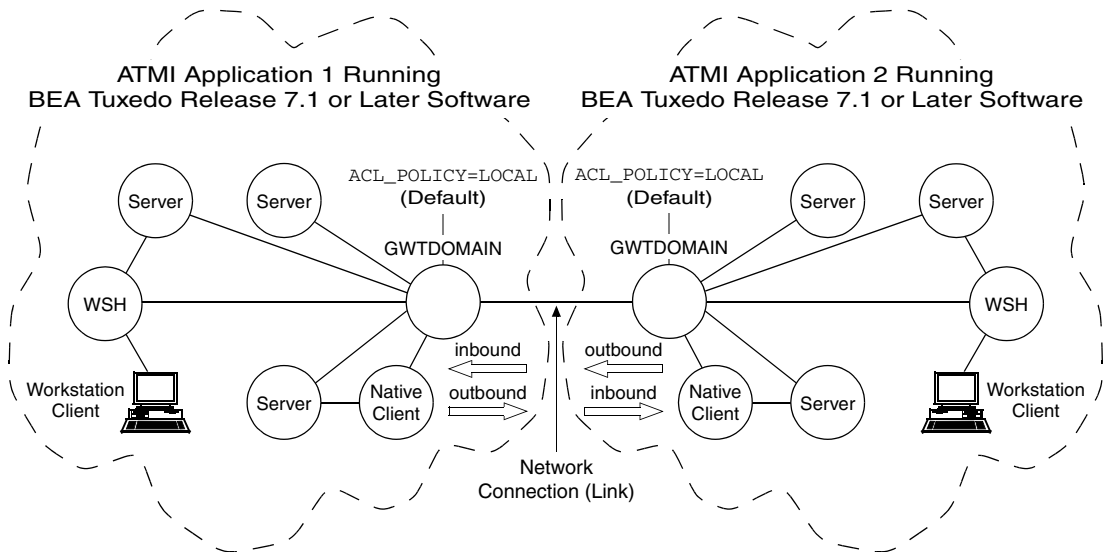 ATMI Application 1 Running
BEA Tuxedo Release 7.1 or Later Software
ATMI Application 2 Running
BEA Tuxedo Release 7.1 or Later Software
ACL_POLICY=LOCAL
(Default)
ACL_POLICY=LOCAL
(Default)
Server
Server
Server
Server
GWTDOMAIN
GWTDOMAIN
WSH
WSH
inbound
outbound
outbound
inbound
Workstation
Client
Server
Native
Client
Native
Client
Server
Workstation
Client
Network
Connection (Link)